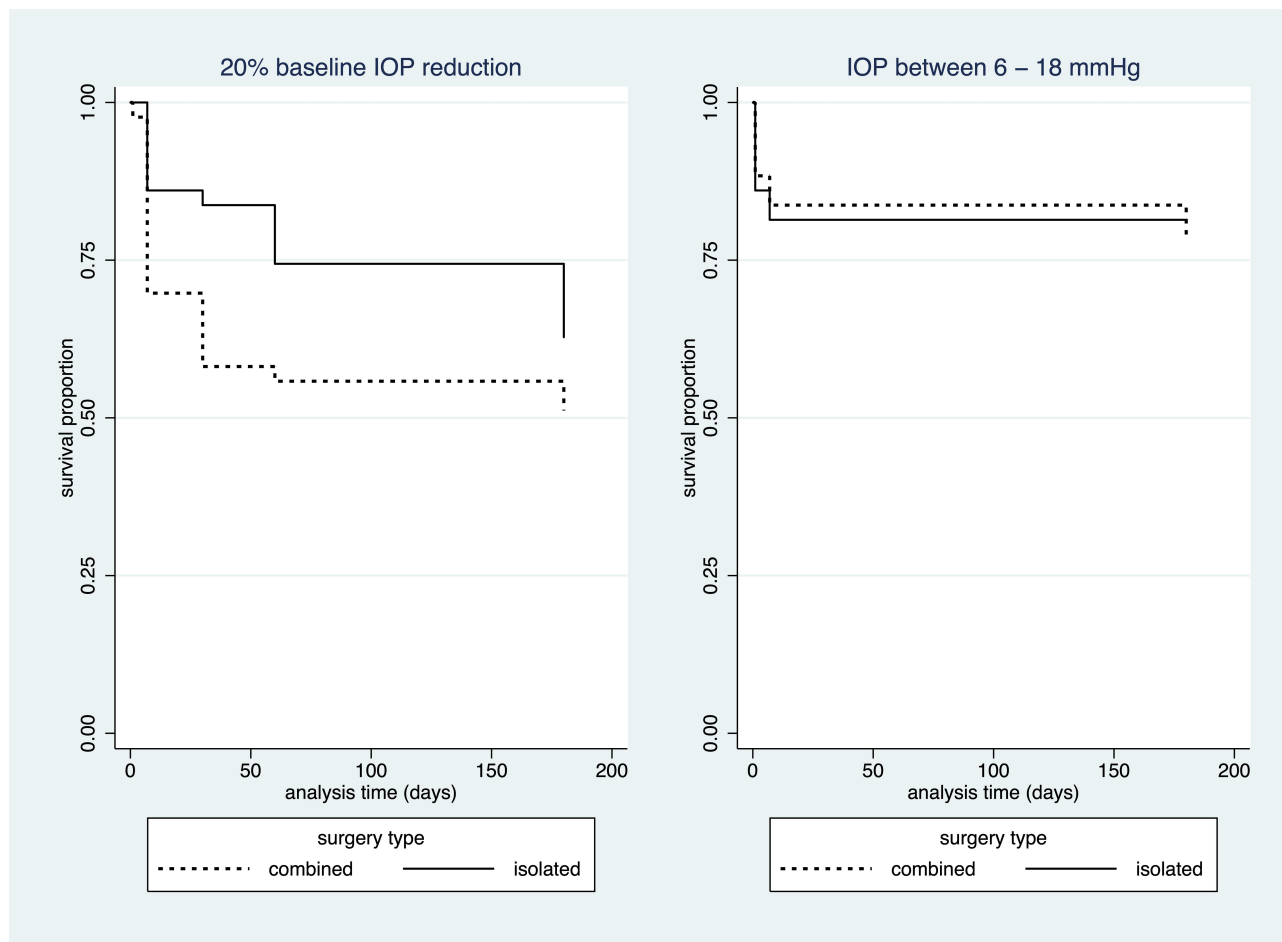 20% baseline IOP reduction
1.00
0.75
0.50
0.25
0.00
survival proportion
0 50 100 150 200
analysis time (days)
surgery type
combined isolated
IOP between 6 – 18 mmHg
1.00
0.75
0.50
0.25
0.00
survival proportion
0 50 100 150 200
analysis time (days)
surgery type
combined isolated